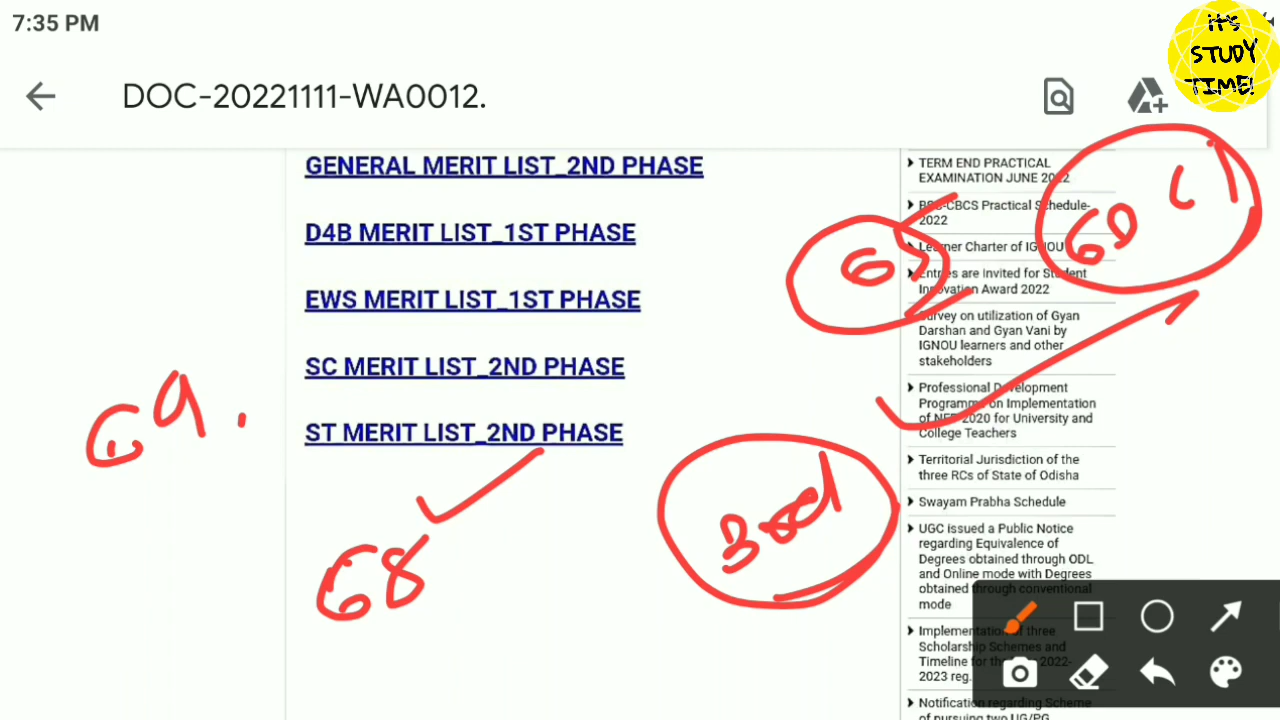 7:35 PM
IT'S
STUDY
TIME!
DOC-20221111-WA0012.
GENERAL MERIT LIST_2ND PHASE
D4B MERIT LIST_1ST PHASE
EWS MERIT LIST_1ST PHASE
SC MERIT LIST_2ND PHASE
ST MERIT LIST_2ND PHASE
69.
68
3rd
TERM END PRACTICAL
EXAMINATION JUNE 2022
BSC-CBCS Practical Schedule-
2022
Learner Charter of IGNOU
Entries are Invited for Student
Innovation Award 2022
Survey on utilization of Gyan
Darshan and Gyan Vani by
IGNOU learners and other
stakeholders
Professional Development
Programme on Implementation
of NEP 2020 for University and
College Teachers
Territorial Jurisdiction of the
three RCs of State of Odisha
Swayam Prabha Schedule
UGC issued a Public Notice
regarding Equivalence of
Degrees obtained through ODL
and Online mode with Degrees
obtained through conventional
mode
Implementation of three
Scholarship Schemes and
Timeline for the 2022-
2023 reg.
Notification regarding Scheme
of pursuing two UG/PG